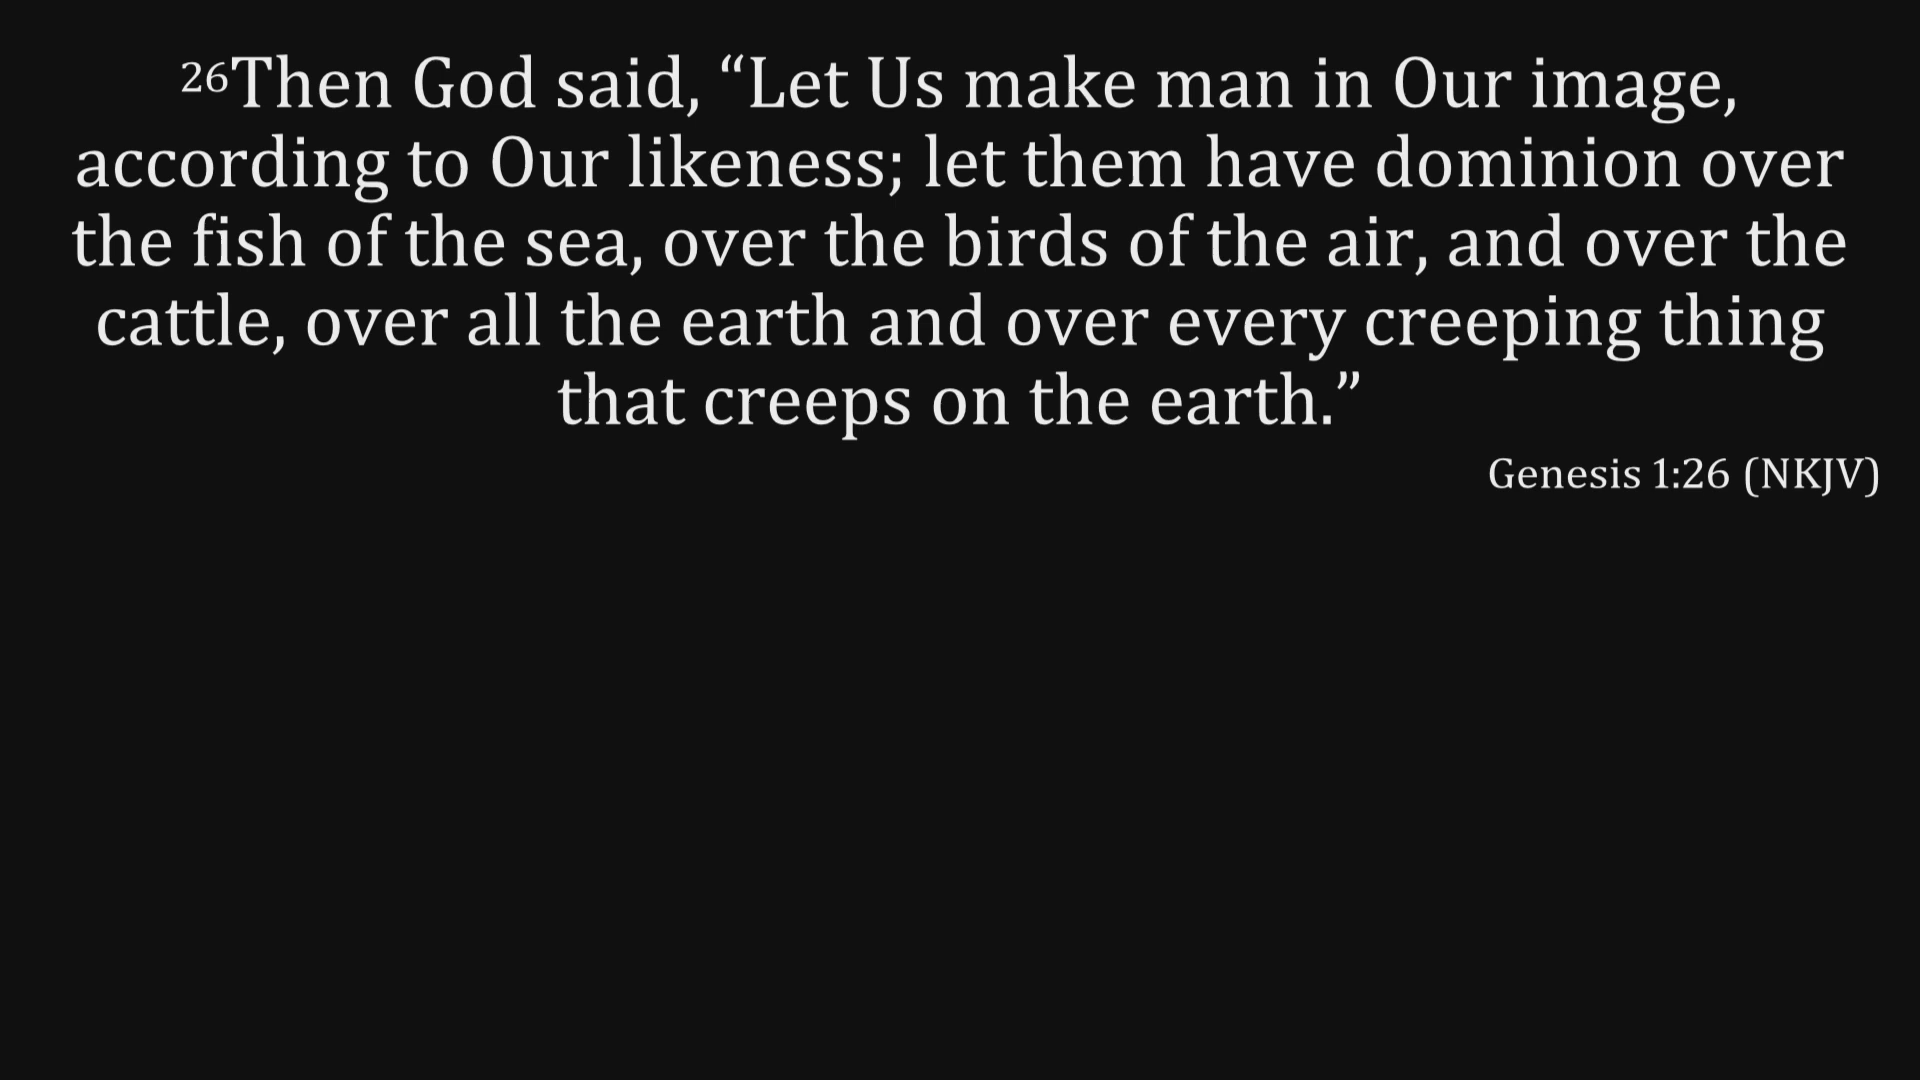 26Then God said, “Let Us make man in Our image,
according to Our likeness; let them have dominion over
the fish of the sea, over the birds of the air, and over the
cattle, over all the earth and over every creeping thing
that creeps on the earth.”
Genesis 1:26 (NKJV)